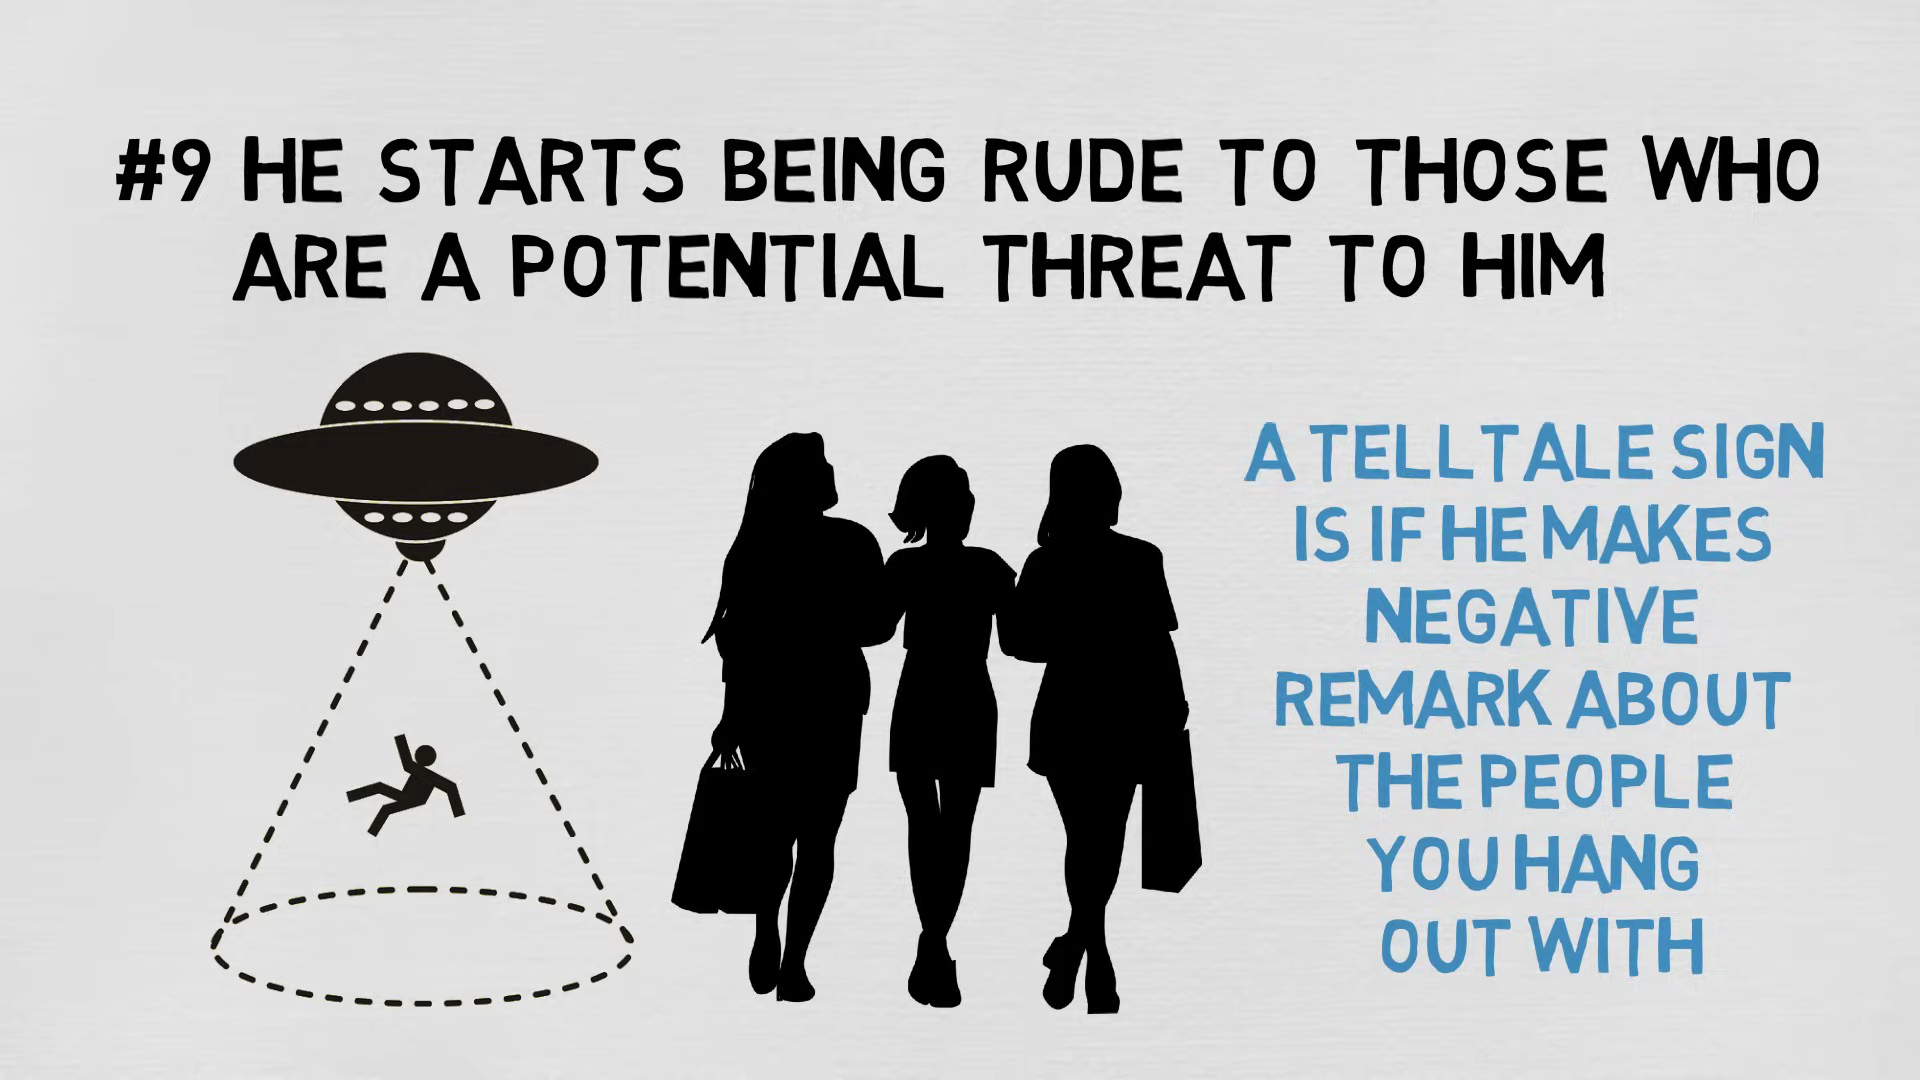 #9 HE STARTS BEING RUDE TO THOSE WHO
ARE A POTENTIAL THREAT TO HIM
A TELLTALE SIGN
IS IF HE MAKES
NEGATIVE
REMARK ABOUT
THE PEOPLE
YOU HANG
OUT WITH